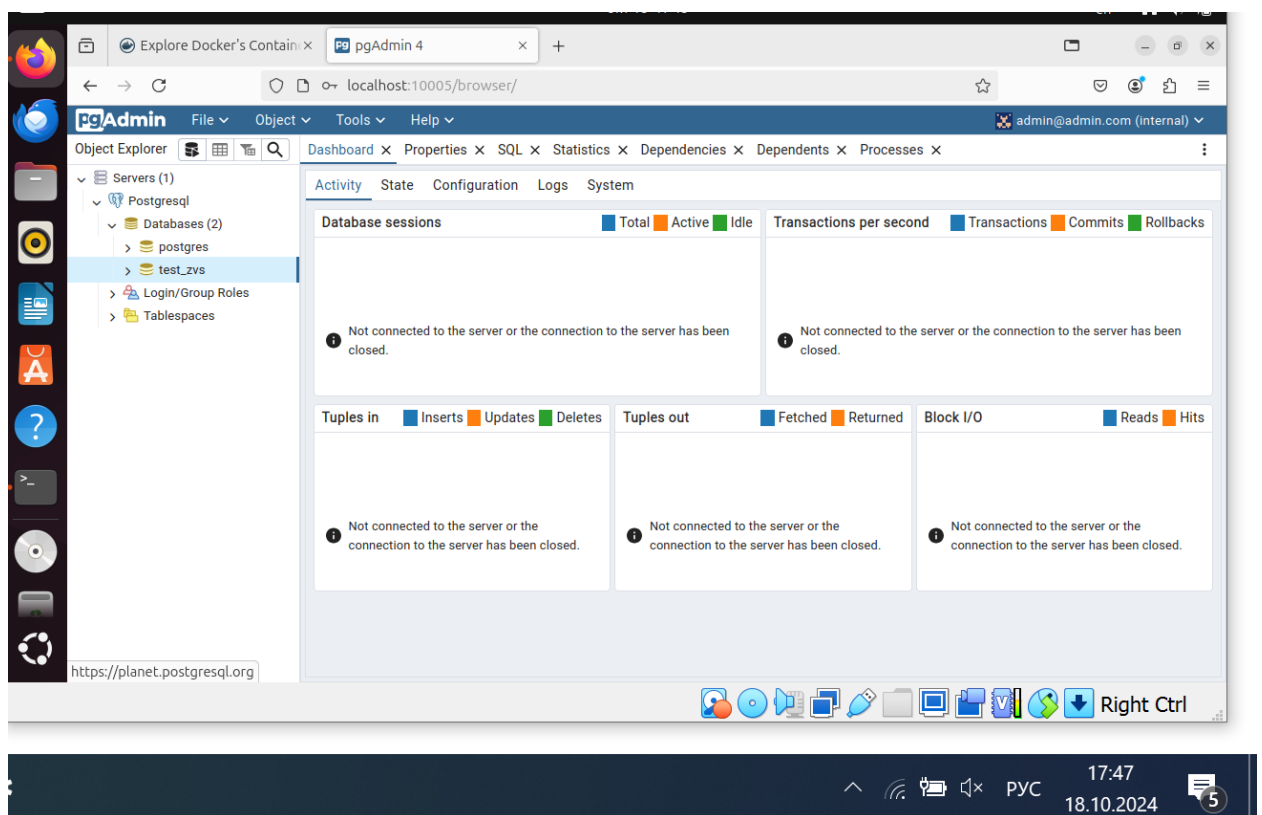 Explore Docker's Contain
pgAdmin 4
localhost:10005/browser/
pgAdmin File Object Tools Help admin@admin.com (internal)
Object Explorer
Dashboard Properties SQL Statistics Dependencies Dependents Processes
Servers (1)
Postgresql
Databases (2)
postgres
test_zvs
Login/Group Roles
Tablespaces
Activity State Configuration Logs System
Database sessions Total Active Idle
Not connected to the server or the connection to the server has been
closed.
Transactions per second Transactions Commits Rollbacks
Not connected to the server or the connection to the server has been
closed.
Tuples in Inserts Updates Deletes
Not connected to the server or the
connection to the server has been closed.
Tuples out Fetched Returned
Not connected to the server or the
connection to the server has been closed.
Block I/O Reads Hits
Not connected to the server or the
connection to the server has been closed.
https://planet.postgresql.org
Right Ctrl
РУС
17:47
18.10.2024
5